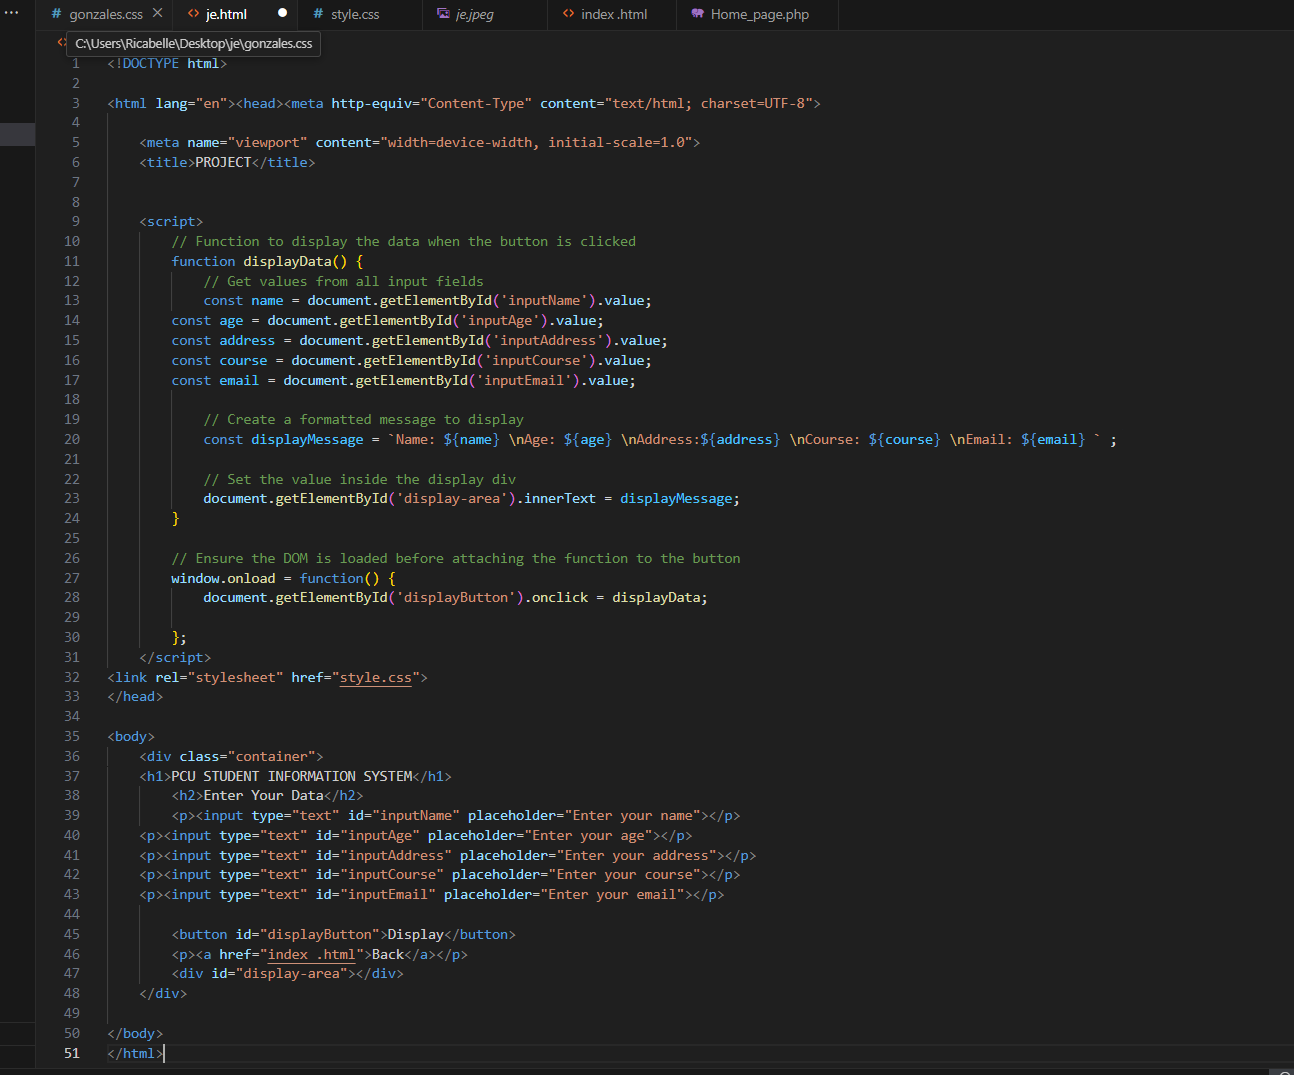 gonzales.css
je.html
style.css
je.jpeg
index .html
Home_page.php
C:\Users\Ricabelle\Desktop\je\gonzales.css
1 <!DOCTYPE html>
2
3 <html lang="en"><head><meta http-equiv="Content-Type" content="text/html; charset=UTF-8">
4
5 <meta name="viewport" content="width=device-width, initial-scale=1.0">
6 <title>PROJECT</title>
7
8
9 <script>
10 // Function to display the data when the button is clicked
11 function displayData() {
12 // Get values from all input fields
13 const name = document.getElementById('inputName').value;
14 const age = document.getElementById('inputAge').value;
15 const address = document.getElementById('inputAddress').value;
16 const course = document.getElementById('inputCourse').value;
17 const email = document.getElementById('inputEmail').value;
18
19 // Create a formatted message to display
20 const displayMessage = `Name: ${name} \nAge: ${age} \nAddress:${address} \nCourse: ${course} \nEmail: ${email} ` ;
21
22 // Set the value inside the display div
23 document.getElementById('display-area').innerText = displayMessage;
24 }
25
26 // Ensure the DOM is loaded before attaching the function to the button
27 window.onload = function() {
28 document.getElementById('displayButton').onclick = displayData;
29
30 };
31 </script>
32 <link rel="stylesheet" href="style.css">
33 </head>
34
35 <body>
36 <div class="container">
37 <h1>PCU STUDENT INFORMATION SYSTEM</h1>
38 <h2>Enter Your Data</h2>
39 <p><input type="text" id="inputName" placeholder="Enter your name"></p>
40 <p><input type="text" id="inputAge" placeholder="Enter your age"></p>
41 <p><input type="text" id="inputAddress" placeholder="Enter your address"></p>
42 <p><input type="text" id="inputCourse" placeholder="Enter your course"></p>
43 <p><input type="text" id="inputEmail" placeholder="Enter your email"></p>
44
45 <button id="displayButton">Display</button>
46 <p><a href="index .html">Back</a></p>
47 <div id="display-area"></div>
48 </div>
49
50 </body>
51 </html>